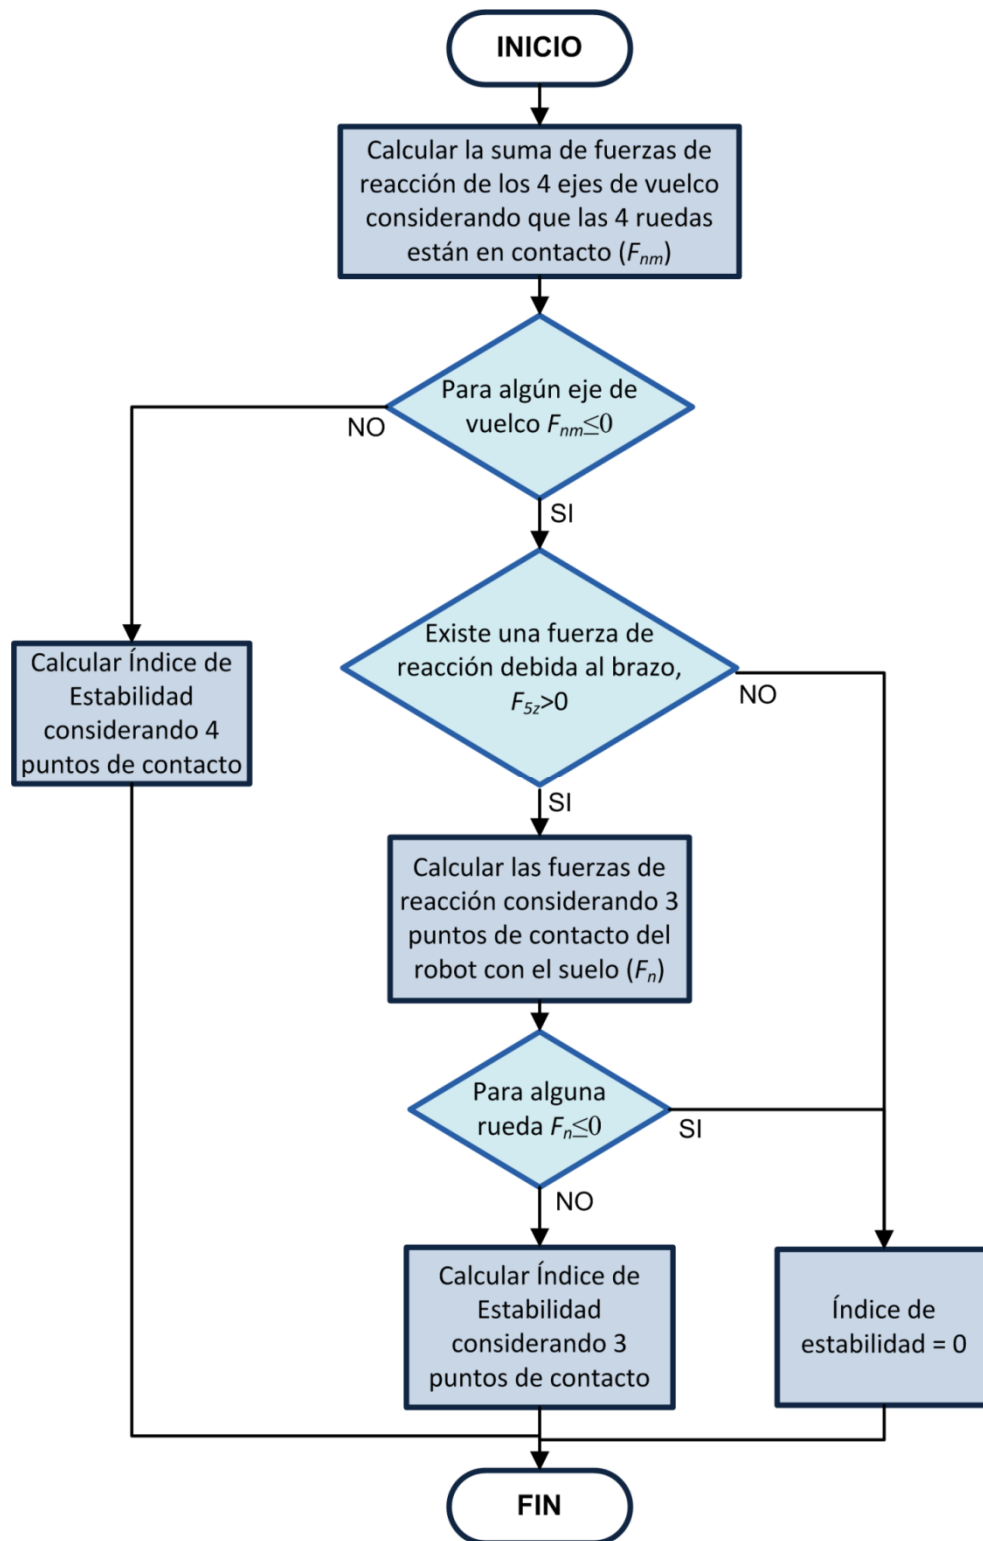 INICIO
Calcular la suma de fuerzas de
reacción de los 4 ejes de vuelco
considerando que las 4 ruedas
están en contacto (Fnm)
Para algún eje de
vuelco Fnm≤0
NO
SI
Existe una fuerza de
reacción debida al brazo,
F5z>0
NO
SI
Calcular Índice de
Estabilidad
considerando 4
puntos de contacto
Calcular las fuerzas de
reacción considerando 3
puntos de contacto del
robot con el suelo (Fn)
Para alguna
rueda Fn≤0
SI
NO
Calcular Índice de
Estabilidad
considerando 3
puntos de contacto
Índice de
estabilidad = 0
FIN